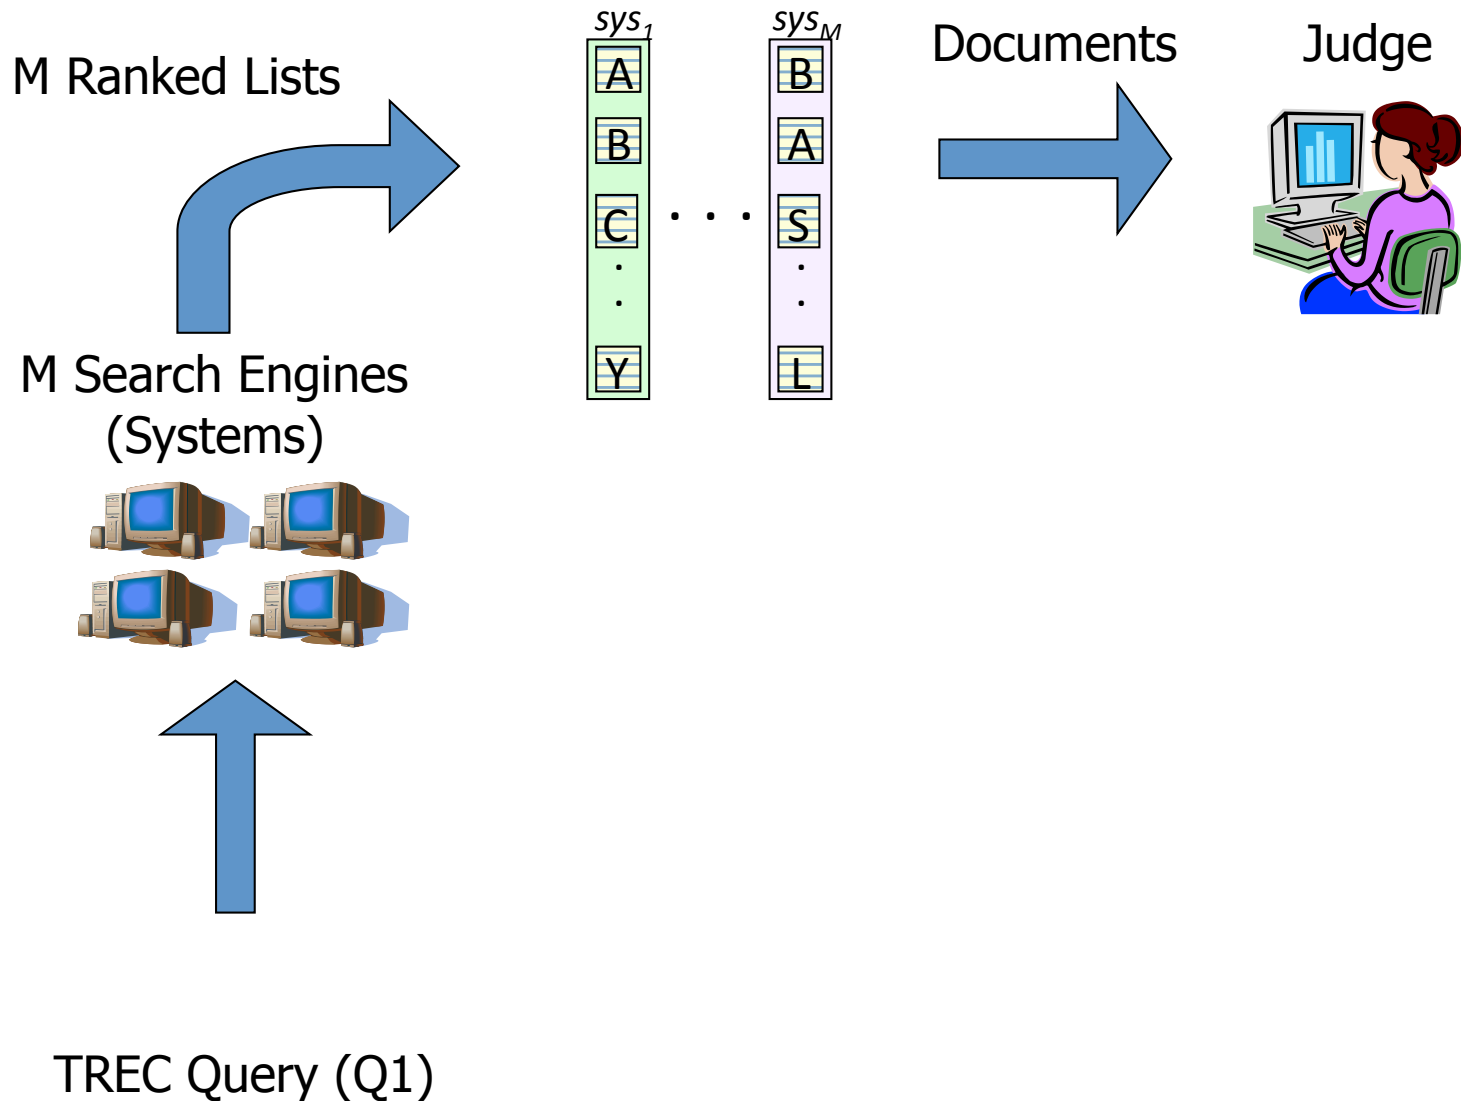 M Ranked Lists
sys1
sysM
Documents
Judge
A
B
C
.
.
Y
. . .
B
A
S
.
.
L
M Search Engines
(Systems)
TREC Query (Q1)